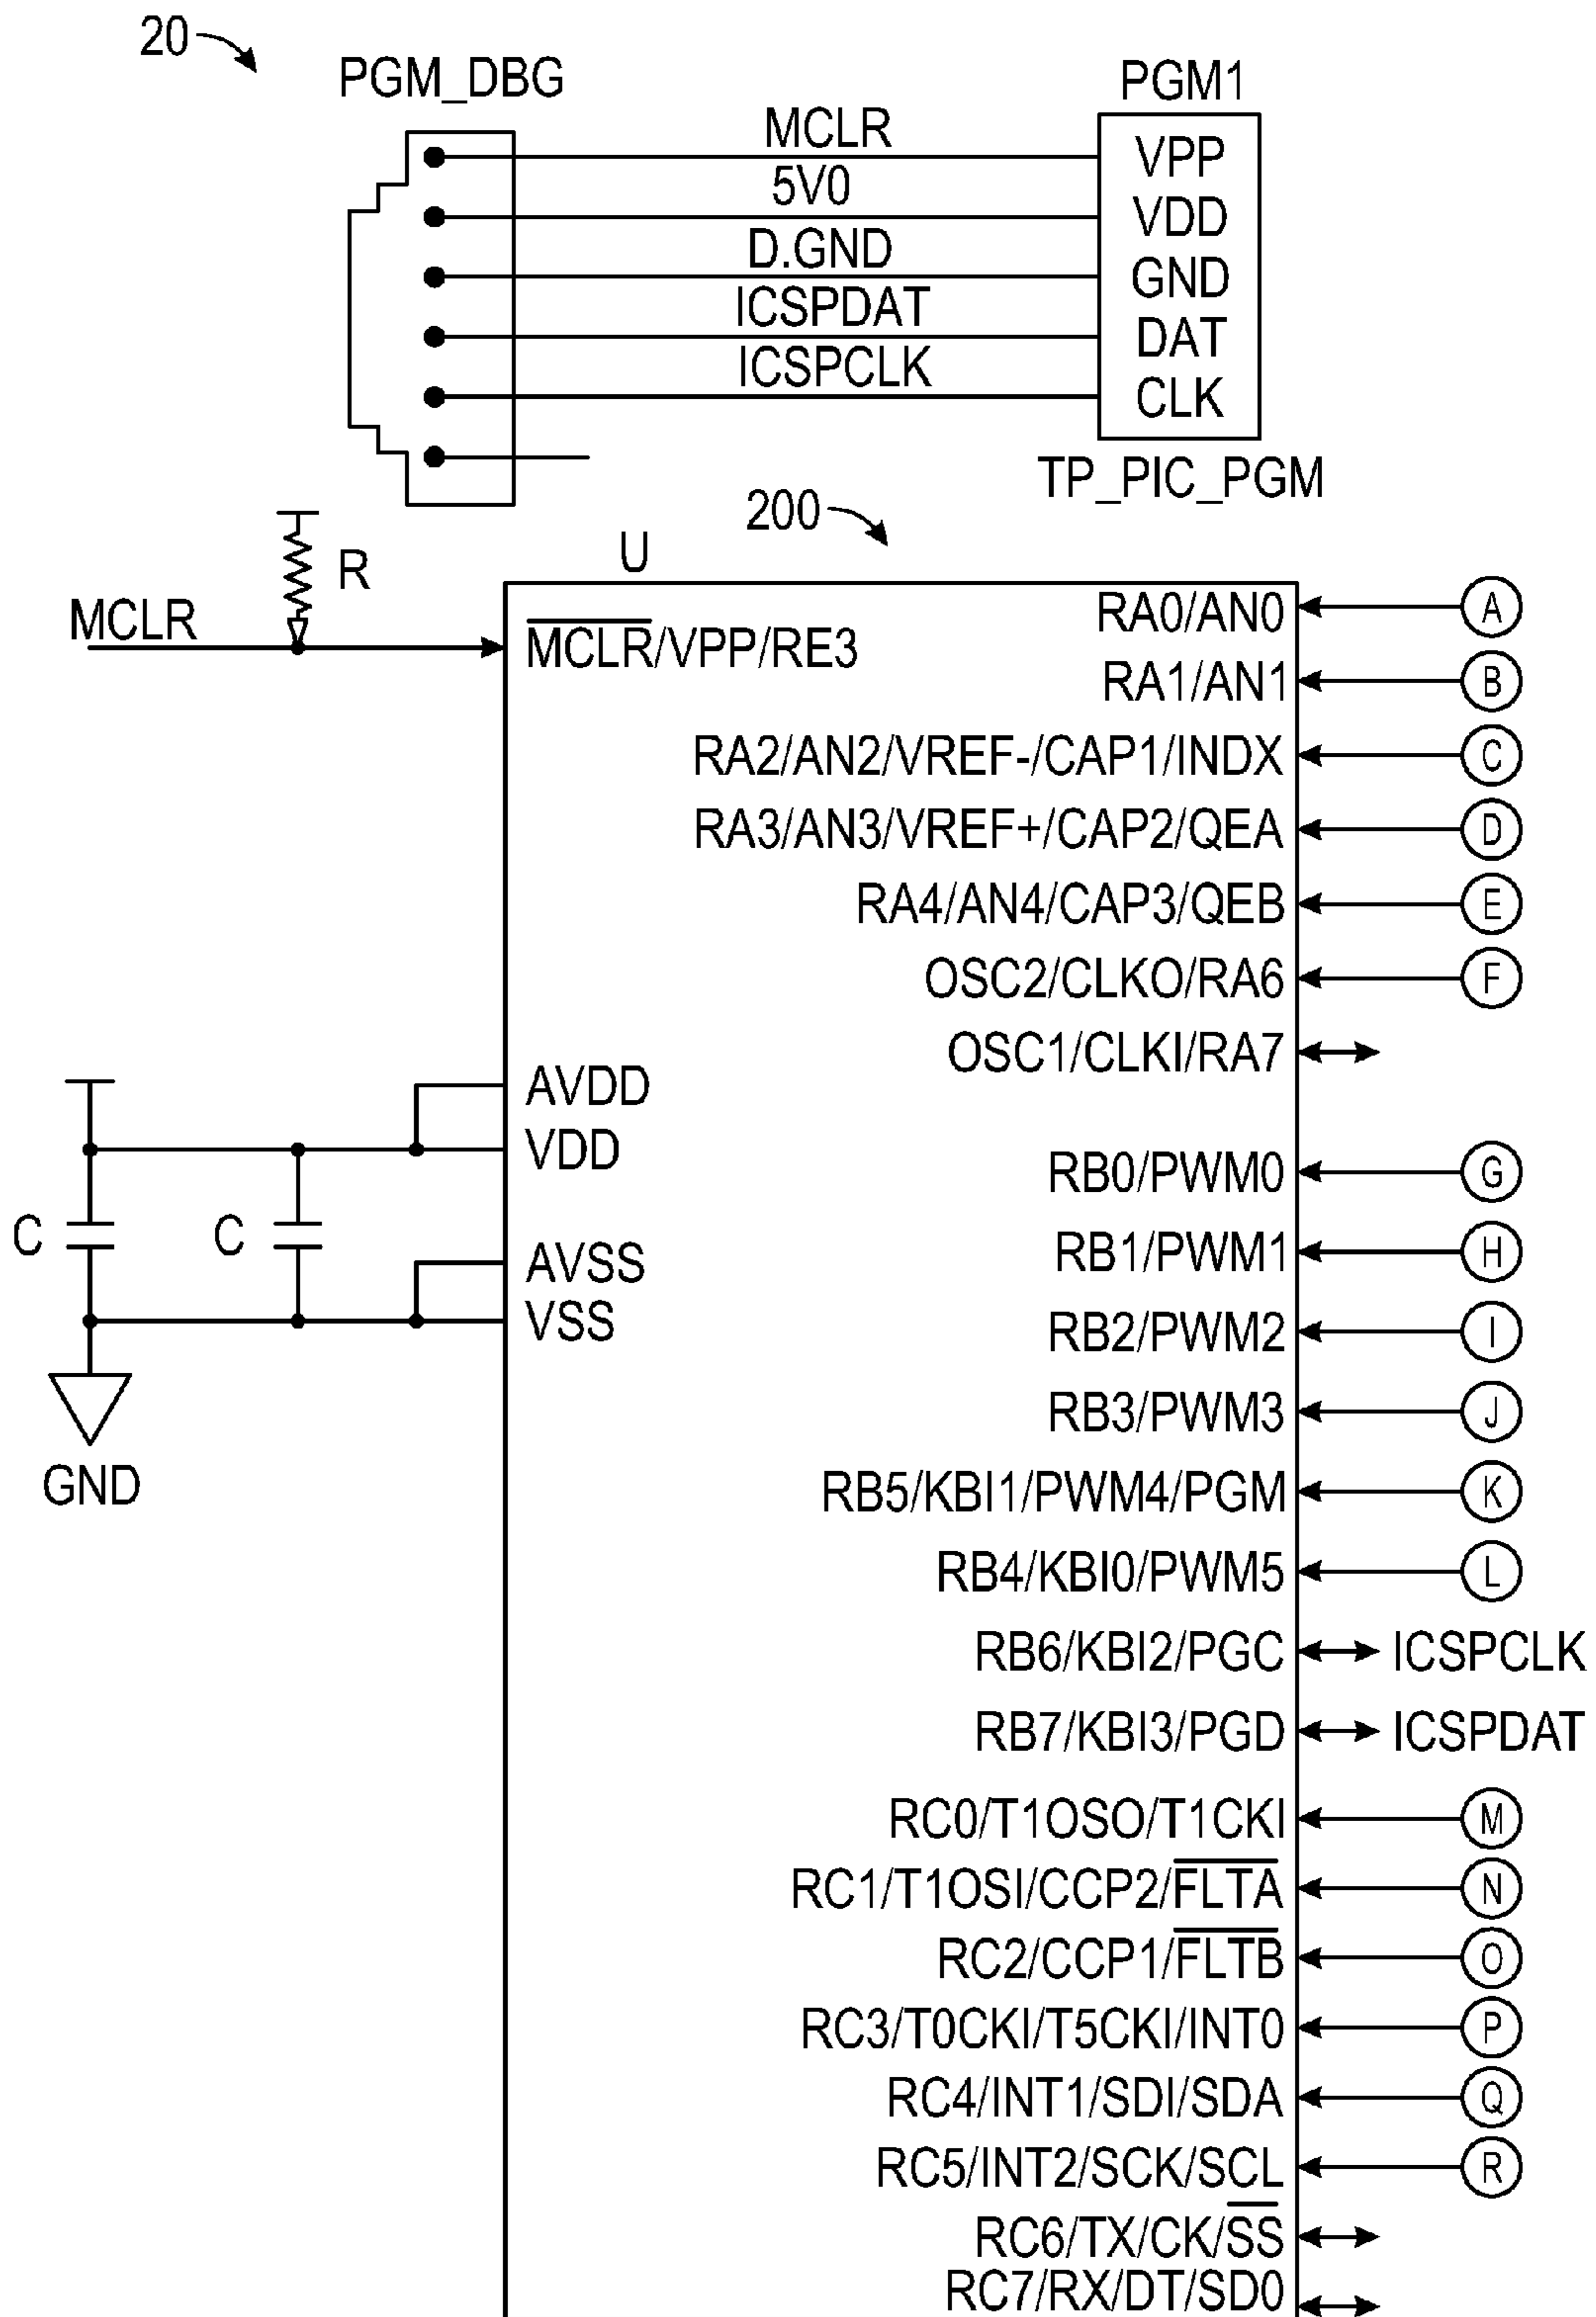 20
PGM_DBG
PGM1
MCLR
VPP
5V0
VDD
D.GND
GND
ICSPDAT
DAT
ICSPCLK
CLK
TP_PIC_PGM
200
U
R
MCLR
MCLR/VPP/RE3
RA0/AN0
A
RA1/AN1
B
RA2/AN2/VREF-/CAP1/INDX
C
RA3/AN3/VREF+/CAP2/QEA
D
RA4/AN4/CAP3/QEB
E
OSC2/CLKO/RA6
F
OSC1/CLKI/RA7
AVDD
VDD
C
C
AVSS
VSS
GND
RB0/PWM0
G
RB1/PWM1
H
RB2/PWM2
I
RB3/PWM3
J
RB5/KBI1/PWM4/PGM
K
RB4/KBI0/PWM5
L
RB6/KBI2/PGC
ICSPCLK
RB7/KBI3/PGD
ICSPDAT
RC0/T1OSO/T1CKI
M
RC1/T1OSI/CCP2/FLTA
N
RC2/CCP1/FLTB
O
RC3/T0CKI/T5CKI/INT0
P
RC4/INT1/SDI/SDA
Q
RC5/INT2/SCK/SCL
R
RC6/TX/CK/SS
RC7/RX/DT/SD0